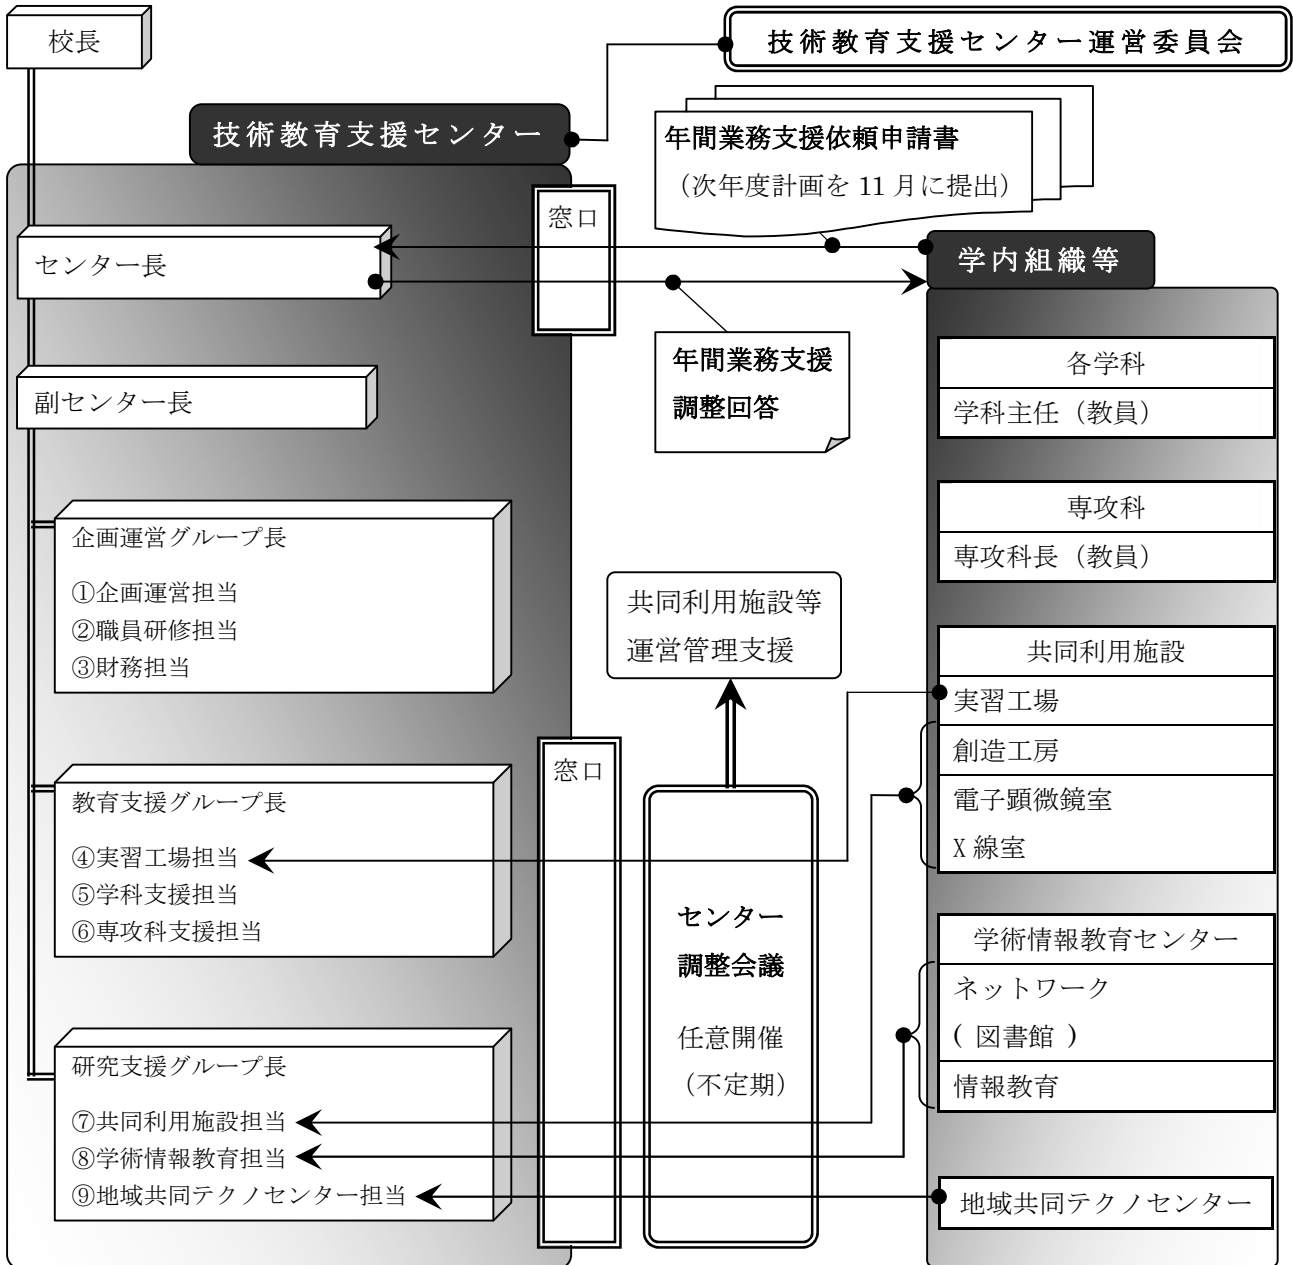 校長
技術教育支援センター運営委員会
技術教育支援センター
年間業務支援依頼申請書
（次年度計画を 11 月に提出）
窓口
センター長
学内組織等
副センター長
年間業務支援
調整回答
各学科
学科主任（教員）
専攻科
専攻科長（教員）
企画運営グループ長
①企画運営担当
②職員研修担当
③財務担当
共同利用施設等
運営管理支援
共同利用施設
実習工場
創造工房
電子顕微鏡室
X 線室
窓口
教育支援グループ長
④実習工場担当
⑤学科支援担当
⑥専攻科支援担当
センター
調整会議
任意開催
（不定期）
学術情報教育センター
ネットワーク
( 図書館 )
情報教育
研究支援グループ長
⑦共同利用施設担当
⑧学術情報教育担当
⑨地域共同テクノセンター担当
地域共同テクノセンター